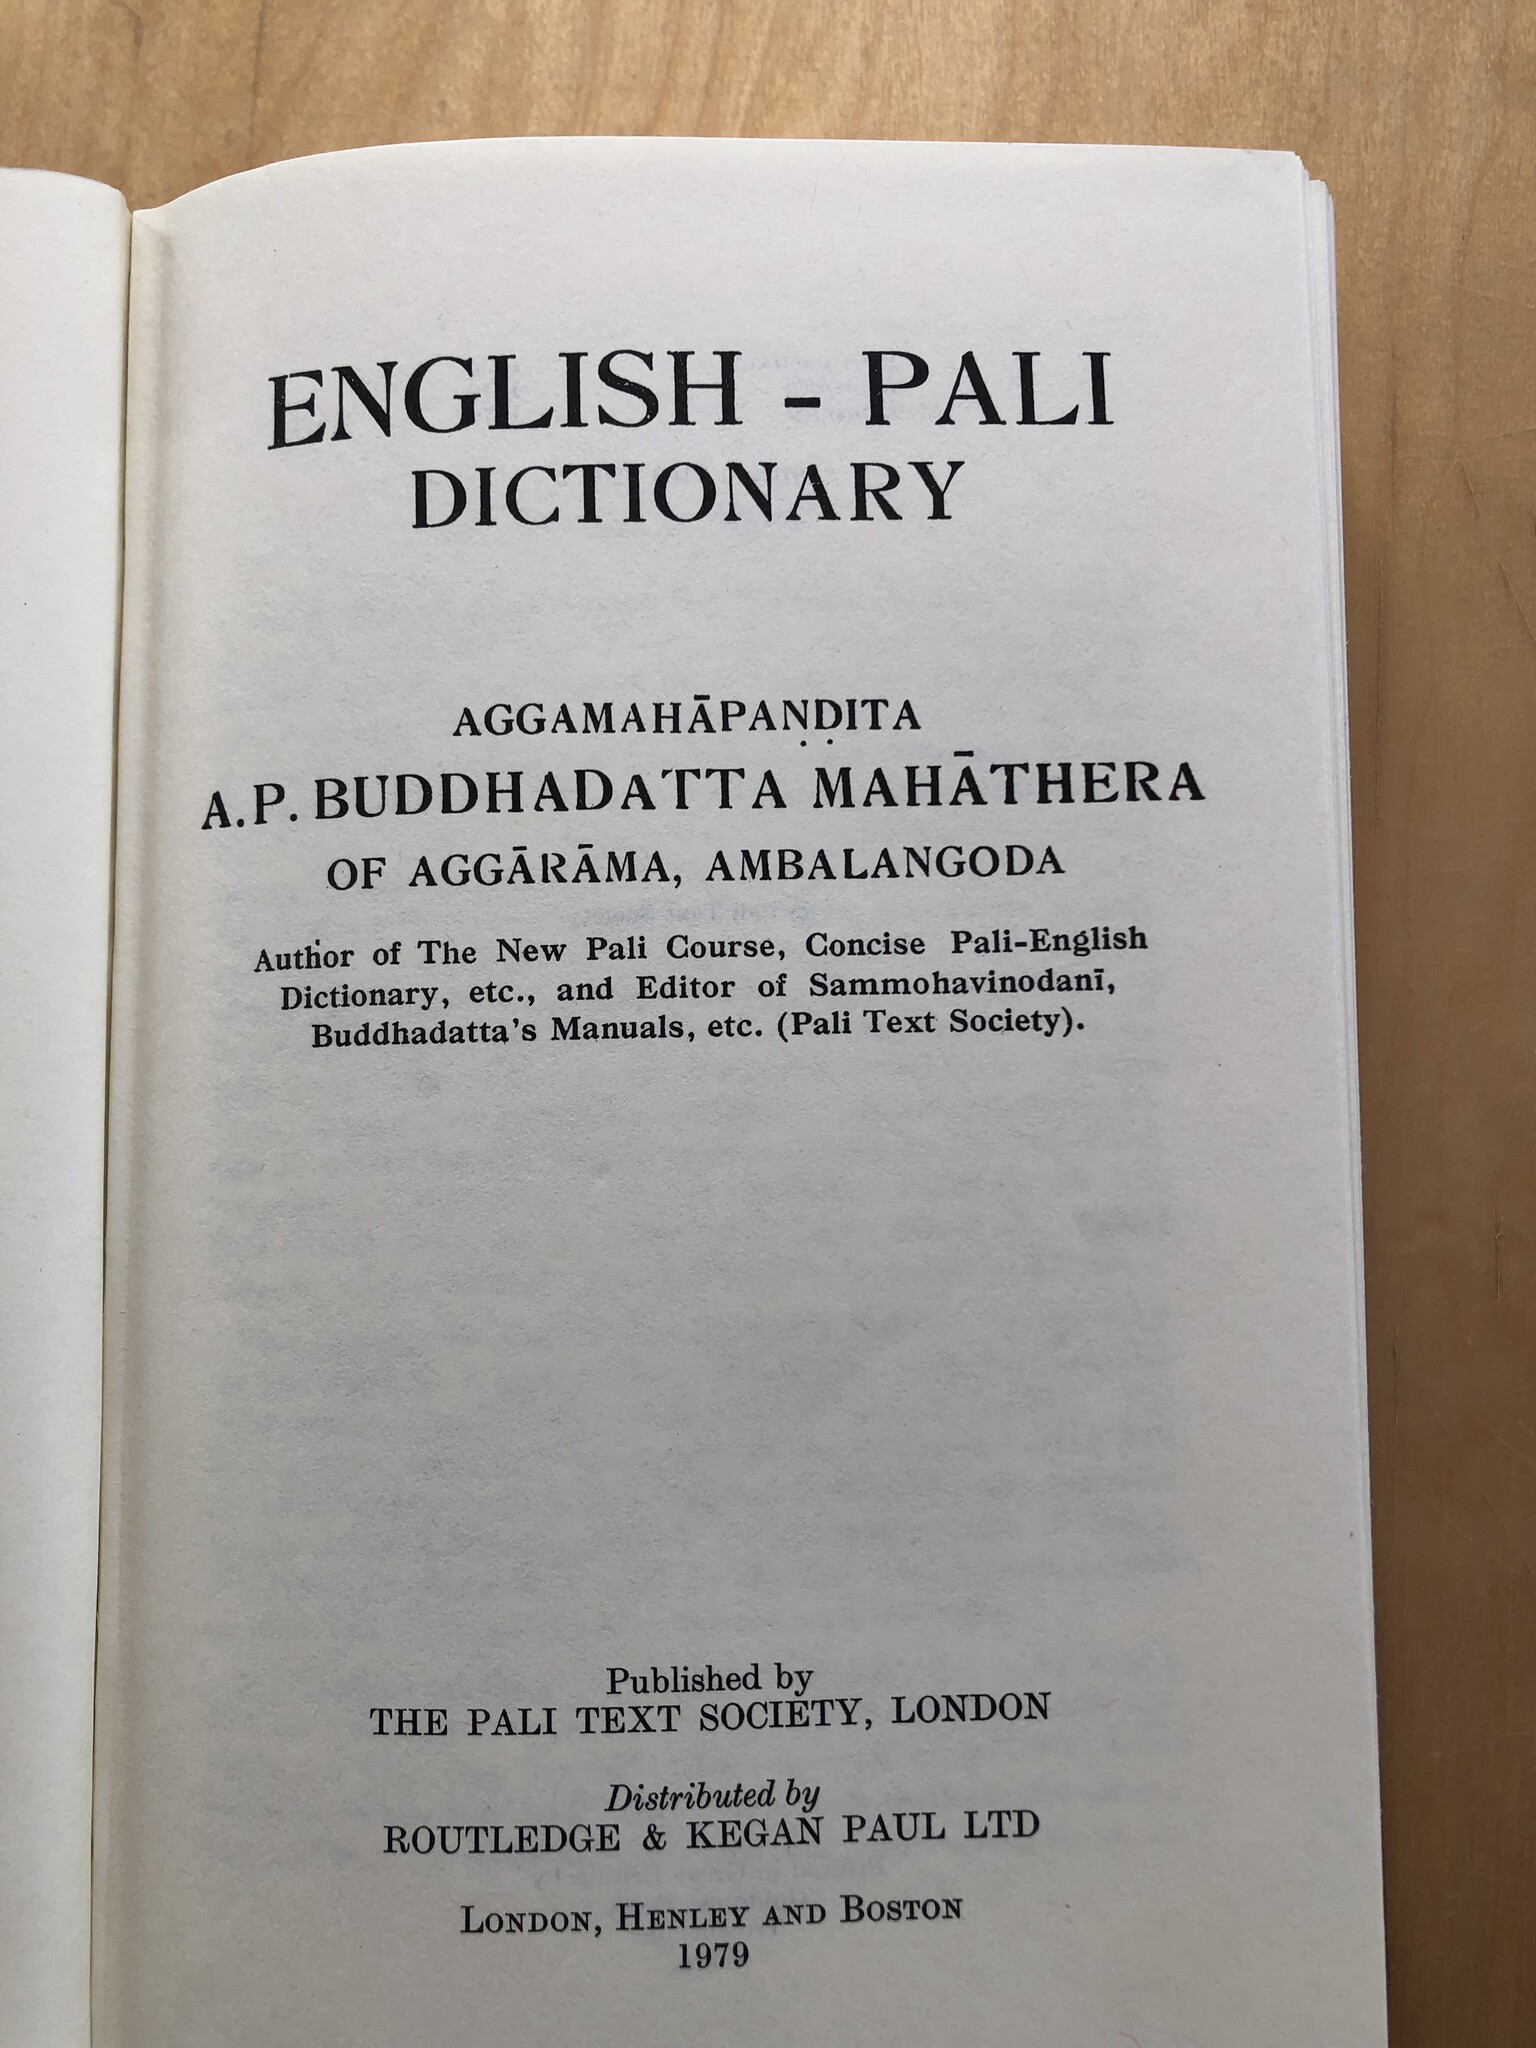 ENGLISH - PALI
DICTIONARY
AGGAMAHĀPAṆḌITA
A.P. BUDDHADATTA MAHĀTHERA
OF AGGĀRĀMA, AMBALANGODA
Author of The New Pali Course, Concise Pali-English
Dictionary, etc., and Editor of Sammohavinodanī,
Buddhadatta's Manuals, etc. (Pali Text Society).
Published by
THE PALI TEXT SOCIETY, LONDON
Distributed by
ROUTLEDGE & KEGAN PAUL LTD
LONDON, HENLEY AND BOSTON
1979